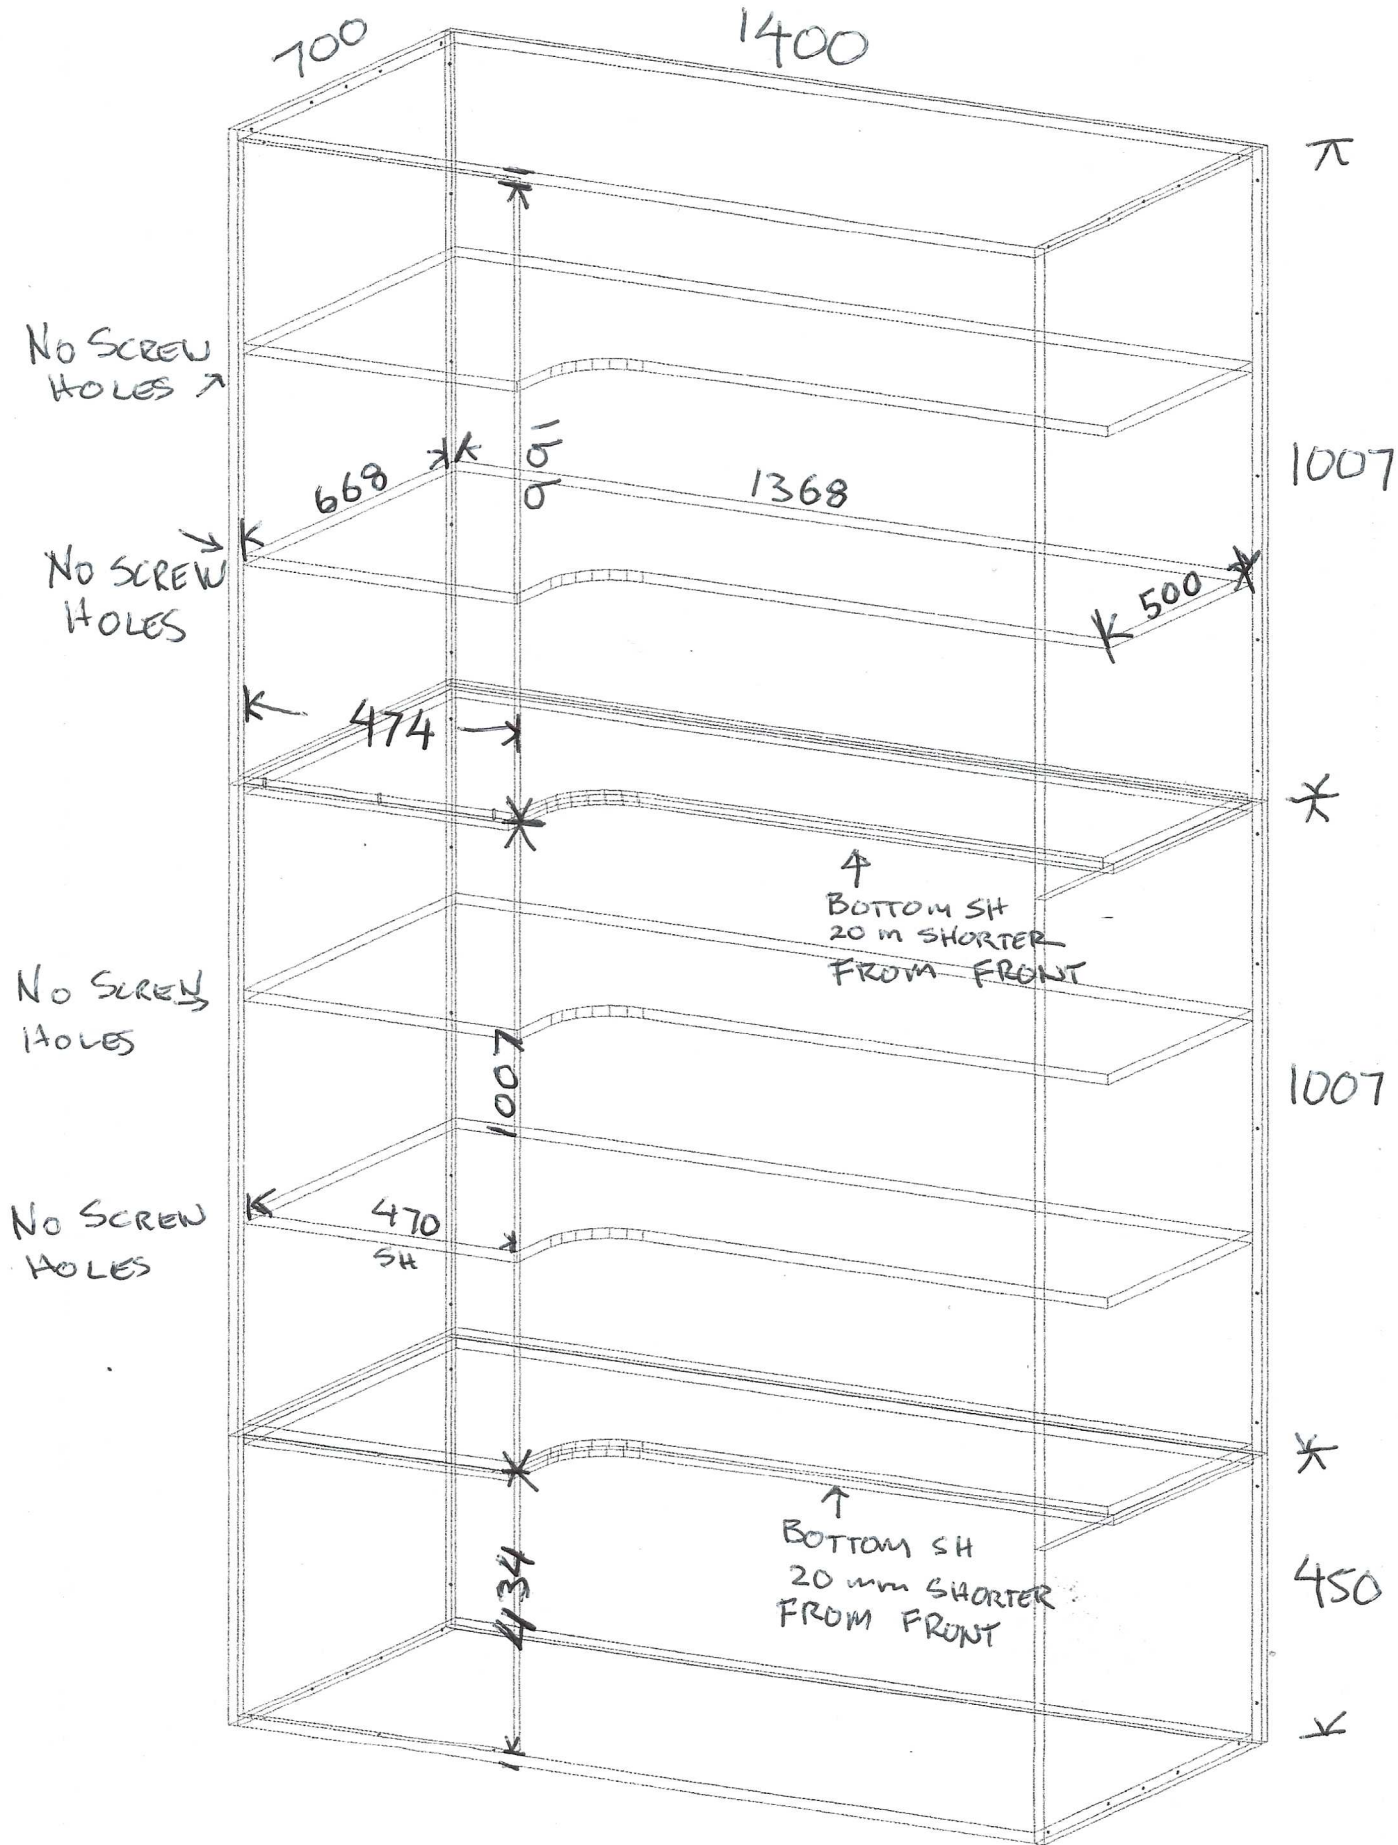 700
1400
No SCREW
HOLES
991
1007
668
1368
No SCREW
HOLES
500
474
BOTTOM SH
20 m SHORTER
FROM FRONT
No SCREW
HOLES
1007
1007
470
SH
No SCREW
HOLES
BOTTOM SH
20 mm SHORTER
FROM FRONT
434
450